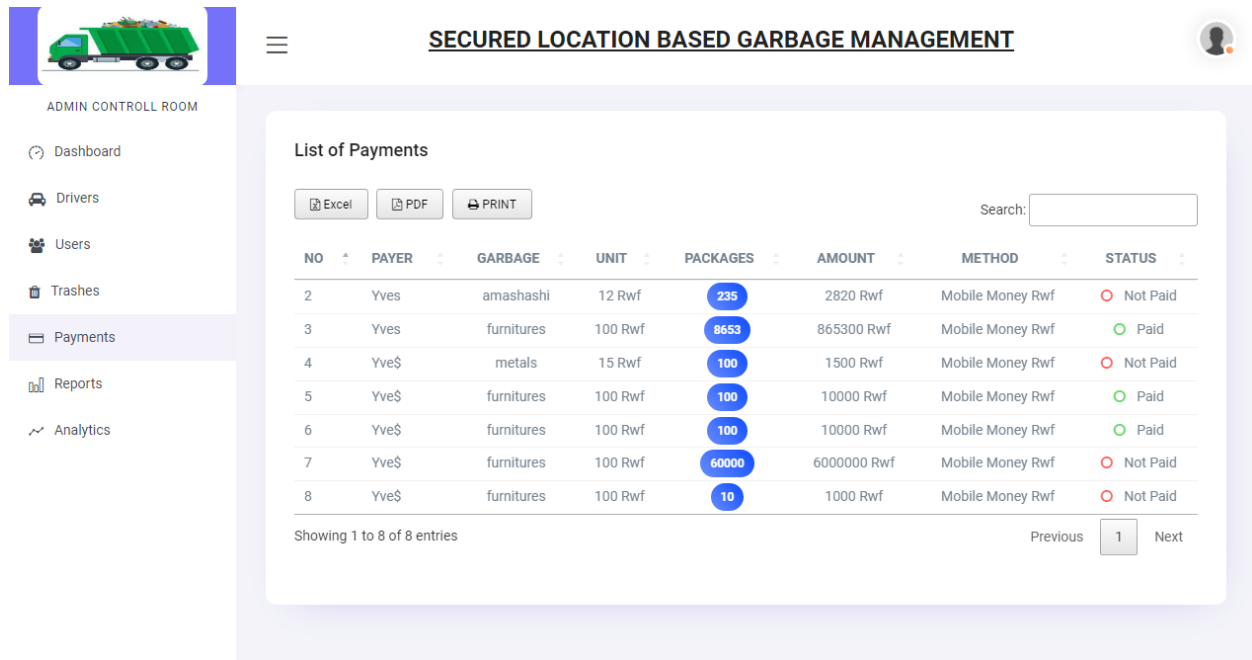 SECURED LOCATION BASED GARBAGE MANAGEMENT
ADMIN CONTROLL ROOM
Dashboard
Drivers
Users
Trashes
Payments
Reports
Analytics
List of Payments
Excel PDF PRINT
Search:
NO PAYER GARBAGE UNIT PACKAGES AMOUNT METHOD STATUS
2 Yves amashashi 12 Rwf 235 2820 Rwf Mobile Money Rwf Not Paid
3 Yves furnitures 100 Rwf 8653 865300 Rwf Mobile Money Rwf Paid
4 Yve$ metals 15 Rwf 100 1500 Rwf Mobile Money Rwf Not Paid
5 Yve$ furnitures 100 Rwf 100 10000 Rwf Mobile Money Rwf Paid
6 Yve$ furnitures 100 Rwf 100 10000 Rwf Mobile Money Rwf Paid
7 Yve$ furnitures 100 Rwf 60000 6000000 Rwf Mobile Money Rwf Not Paid
8 Yve$ furnitures 100 Rwf 10 1000 Rwf Mobile Money Rwf Not Paid
Showing 1 to 8 of 8 entries
Previous 1 Next